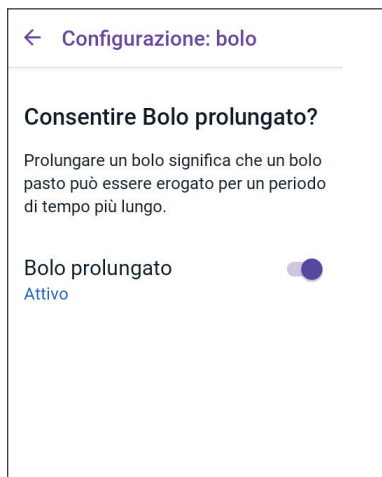 Configurazione: bolo
Consentire Bolo prolungato?
Prolungare un bolo significa che un bolo
pasto può essere erogato per un periodo
di tempo più lungo.
Bolo prolungato
Attivo